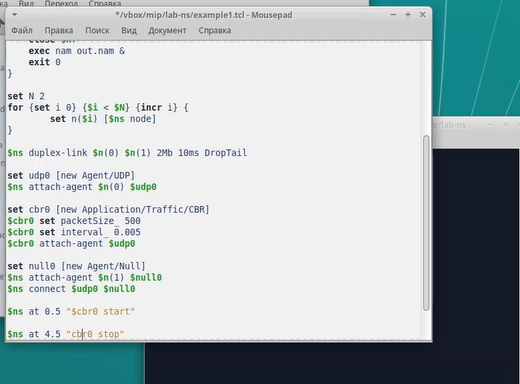 Вид Переход Закладки Справка
*/vbox/mip/lab-ns/example1.tcl - Mousepad
Файл Правка Поиск Вид Документ Справка
exec nam out.nam &
exit 0
}
set N 2
for {set i 0} {$i < $N} {incr i} {
set n($i) [$ns node]
}
$ns duplex-link $n(0) $n(1) 2Mb 10ms DropTail
set udp0 [new Agent/UDP]
$ns attach-agent $n(0) $udp0
set cbr0 [new Application/Traffic/CBR]
$cbr0 set packetSize_ 500
$cbr0 set interval_ 0.005
$cbr0 attach-agent $udp0
set null0 [new Agent/Null]
$ns attach-agent $n(1) $null0
$ns connect $udp0 $null0
$ns at 0.5 "$cbr0 start"
$ns at 4.5 "cbr0 stop"
/lab-ns